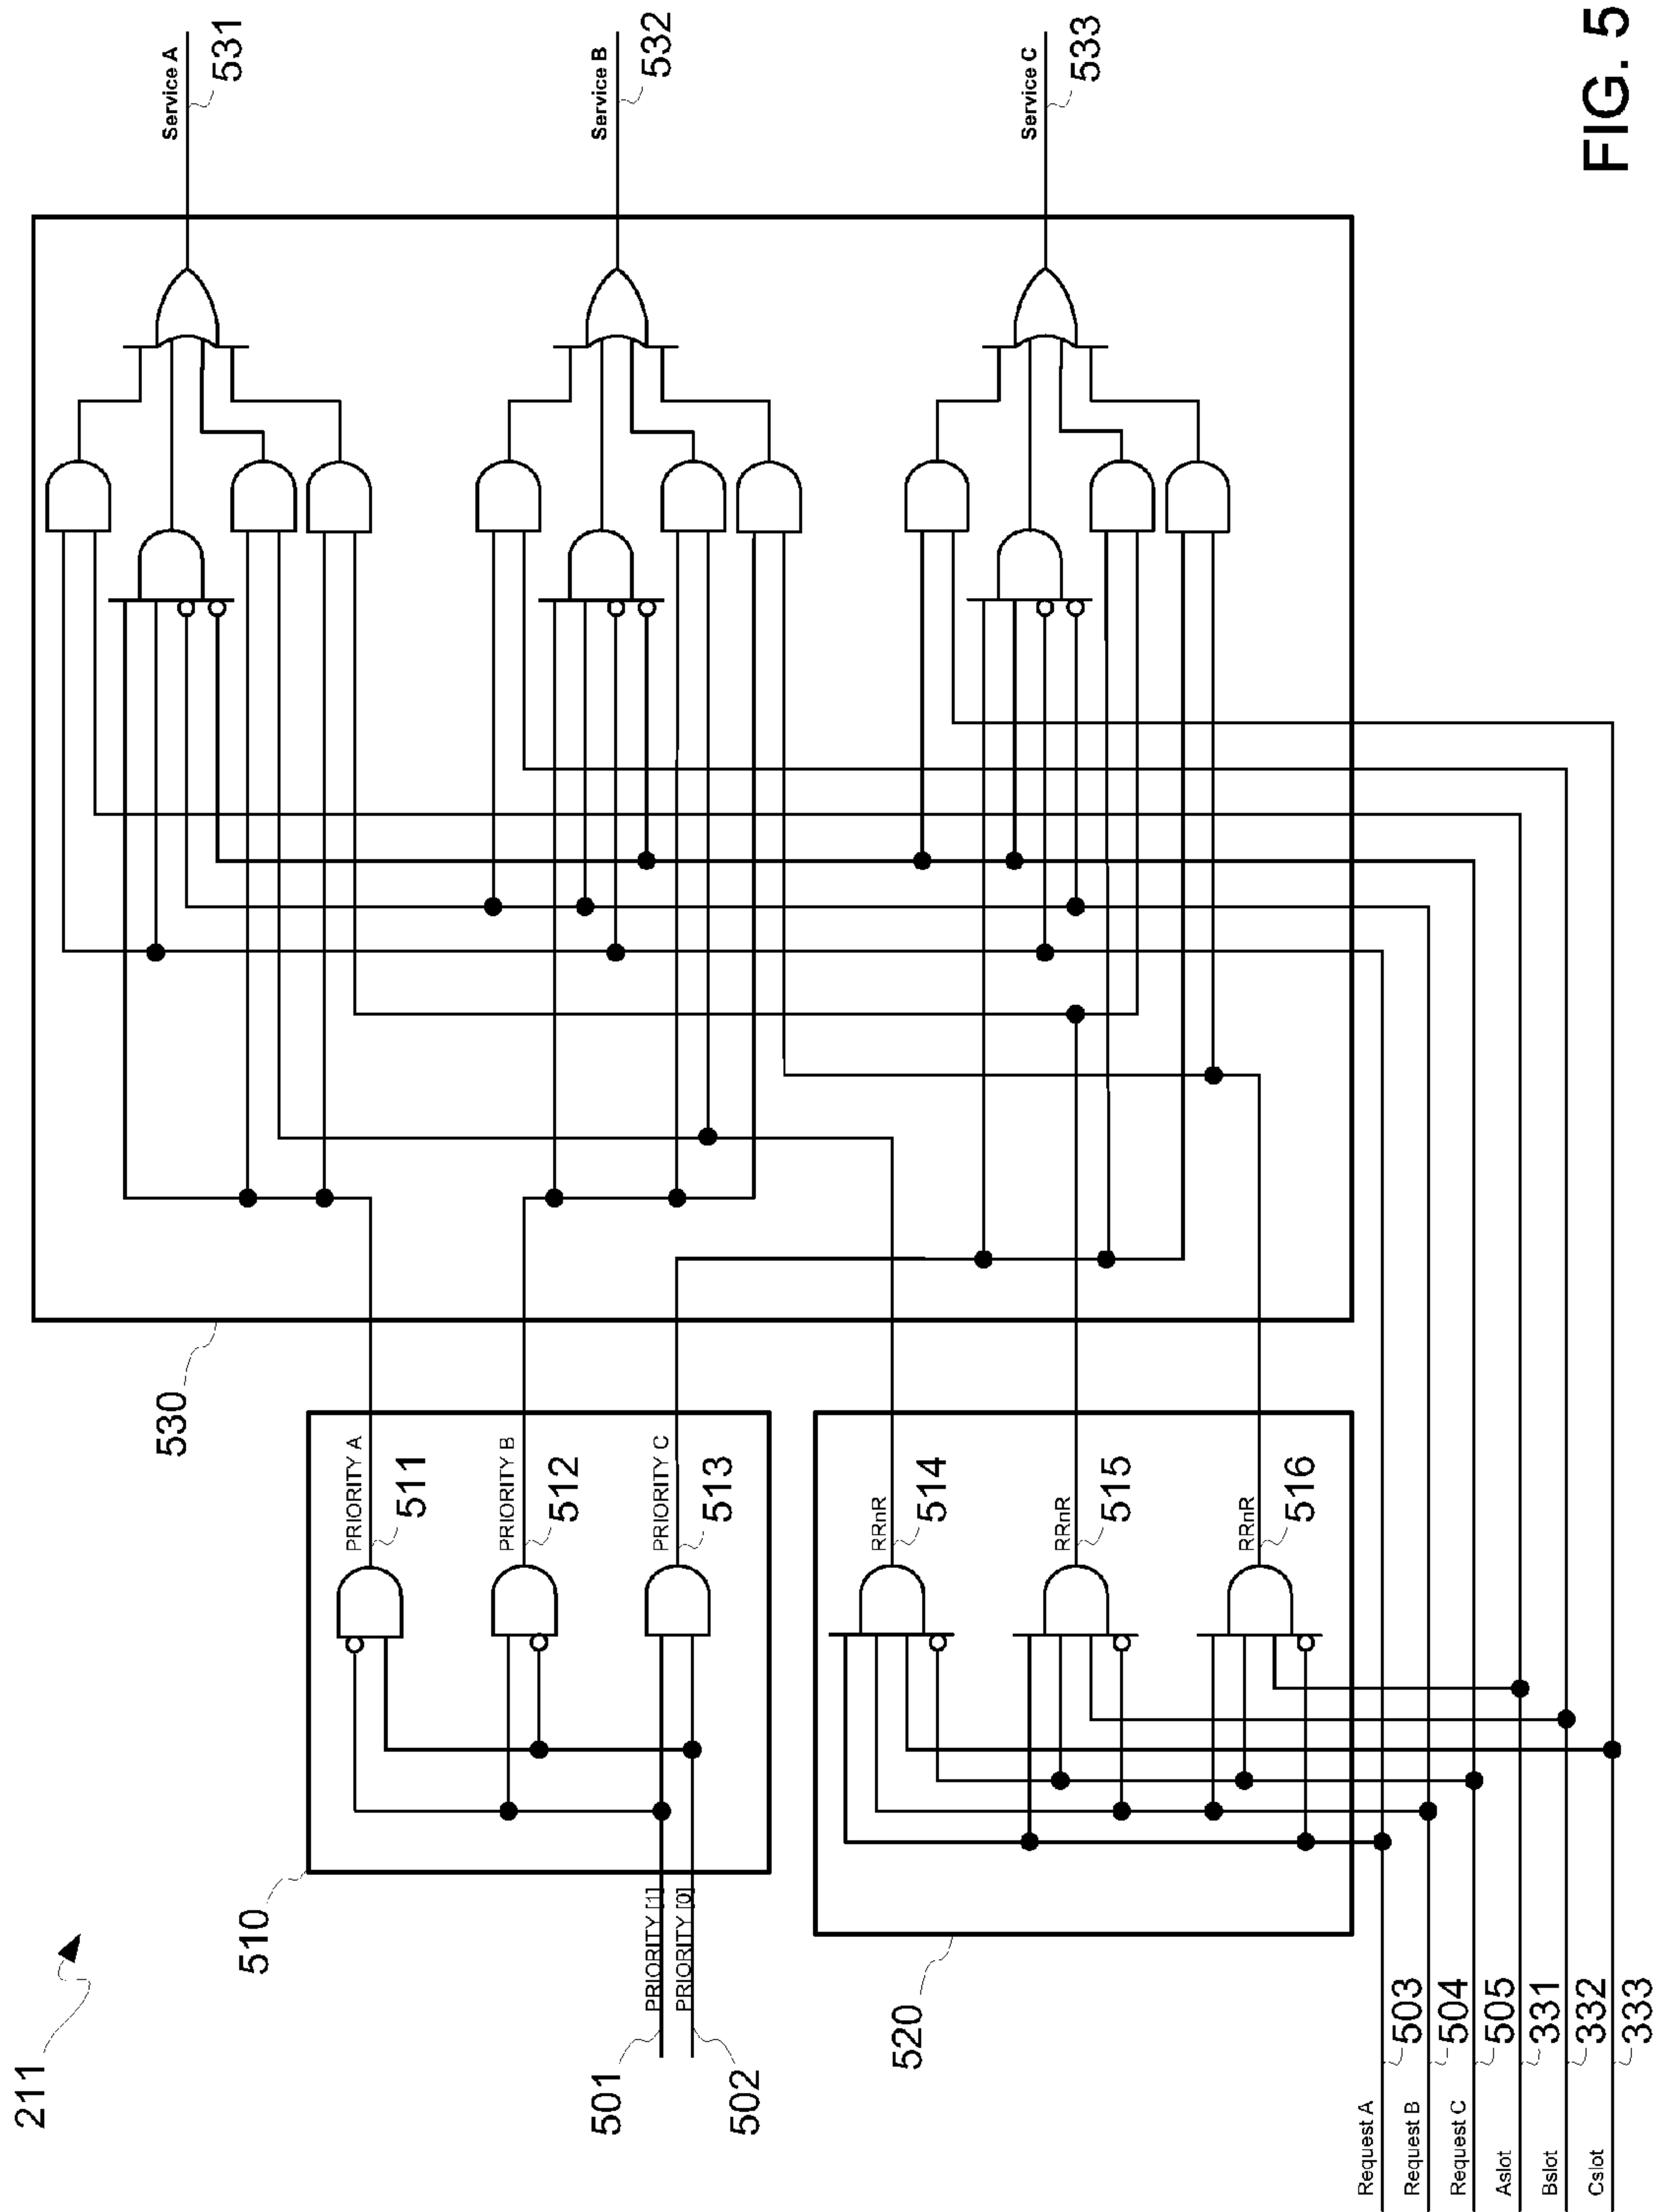 211
510
PRIORITY [1]
PRIORITY [0]
501
502
PRIORITY A
511
PRIORITY B
512
PRIORITY C
513
520
RRnR
514
RRnR
515
RRnR
516
Request A
503
Request B
504
Request C
505
Aslot
331
Bslot
332
Cslot
333
530
Service A
531
Service B
532
Service C
533
FIG. 5